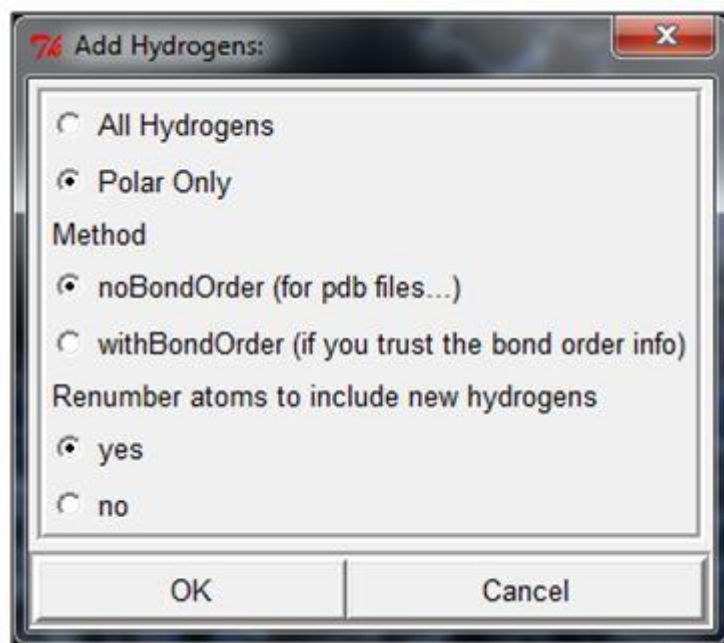 Add Hydrogens:
All Hydrogens
Polar Only
Method
noBondOrder (for pdb files...)
withBondOrder (if you trust the bond order info)
Renumber atoms to include new hydrogens
yes
no
OK Cancel